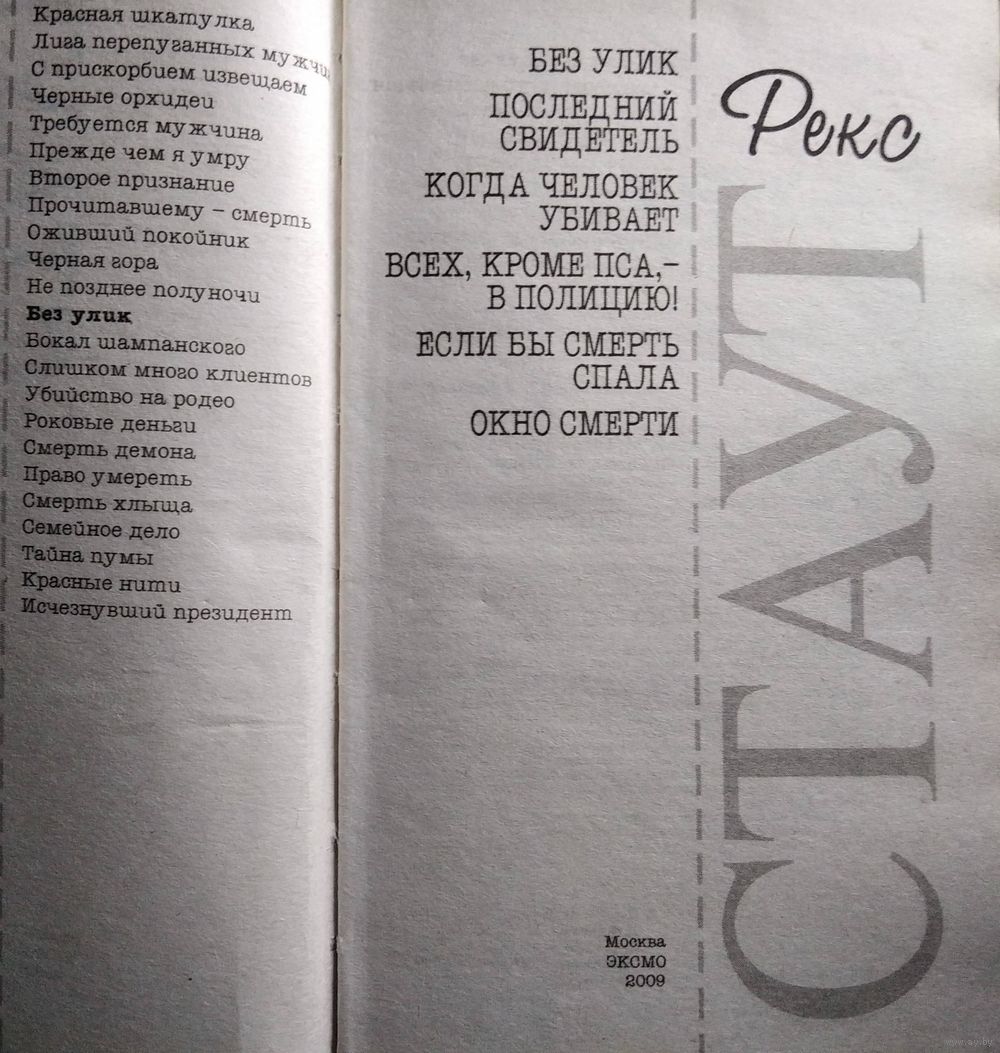 Красная шкатулка
Лига перепуганных мужчин
С прискорбием извещаем
Черные орхидеи
Требуется мужчина
Прежде чем я умру
Второе признание
Прочитавшему – смерть
Оживший покойник
Черная гора
Не позднее полуночи
Без улик
Бокал шампанского
Слишком много клиентов
Убийство на родео
Роковые деньги
Смерть демона
Право умереть
Смерть хлыща
Семейное дело
Тайна пумы
Красные нити
Исчезнувший президент
БЕЗ УЛИК
ПОСЛЕДНИЙ
СВИДЕТЕЛЬ
КОГДА ЧЕЛОВЕК
УБИВАЕТ
ВСЕХ, КРОМЕ ПСА,–
В ПОЛИЦИЮ!
ЕСЛИ БЫ СМЕРТЬ
СПАЛА
ОКНО СМЕРТИ
Москва
ЭКСМО
2009
Рекс
СТАУТ
www.ay.by